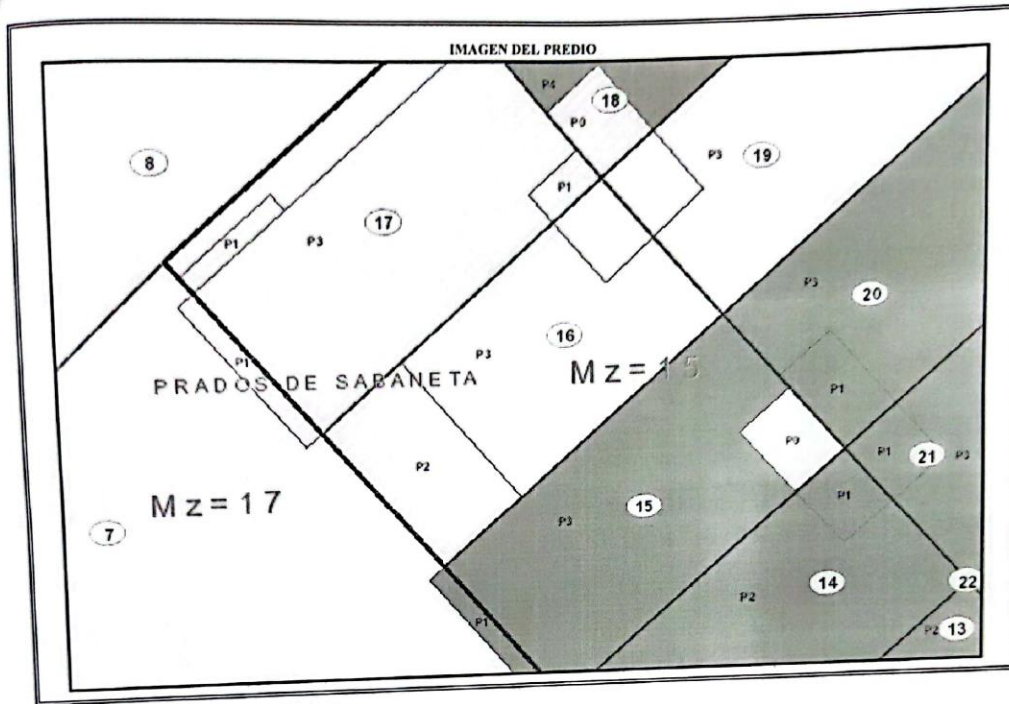 IMAGEN DEL PREDIO
P4
18
P0
8
P3
19
P1
17
P1
P3
P3
20
16
P3
P1
Mz=15
PRADOS DE SABANETA
P1
P9
P1
21
P3
P2
P1
Mz=17
15
P3
7
14
22
P2
P1
P2
13